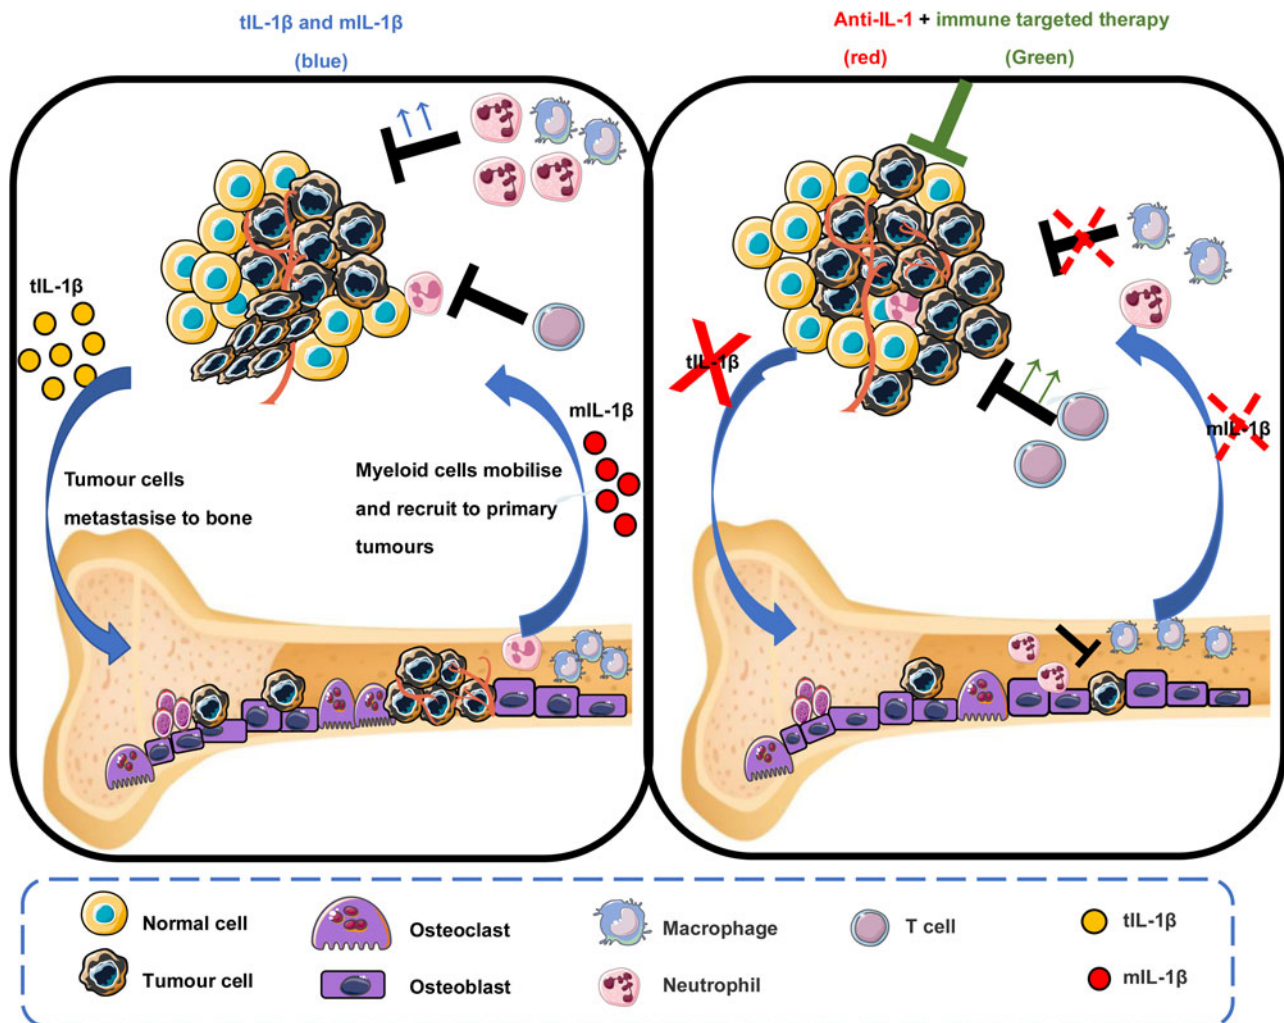 tIL-1β and mIL-1β
(blue)
Anti-IL-1 + immune targeted therapy
(red)
(Green)
tIL-1β
mIL-1β
Tumour cells
metastasise to bone
Myeloid cells mobilise
and recruit to primary
tumours
tIL-1β
mIL-1β
Normal cell
Osteoclast
Macrophage
T cell
tIL-1β
Tumour cell
Osteoblast
Neutrophil
mIL-1β